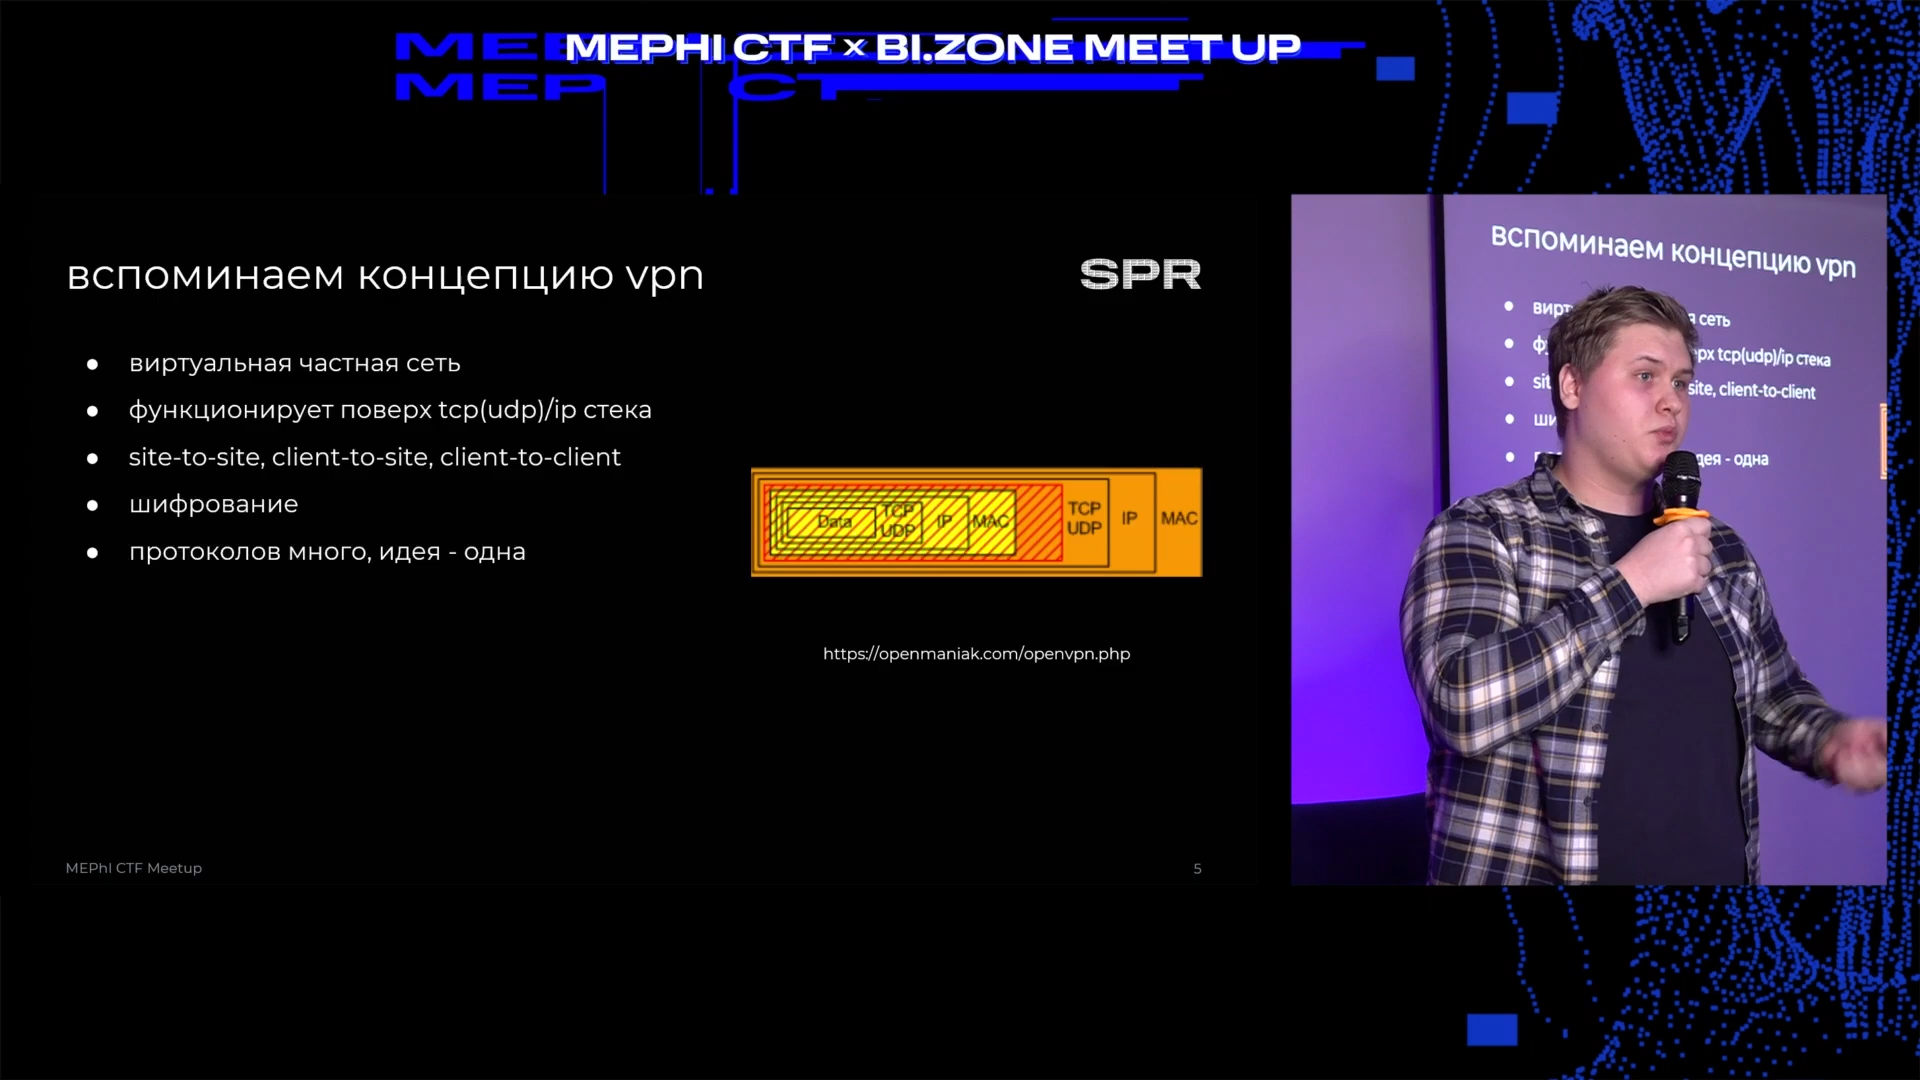 MEPHI CTF x BI.ZONE MEET UP
вспоминаем концепцию vpn
SPR
● виртуальная частная сеть
● функционирует поверх tcp(udp)/ip стека
● site-to-site, client-to-site, client-to-client
● шифрование
● протоколов много, идея - одна
Data
TCP
UDP
IP
MAC
TCP
UDP
IP
MAC
https://openmaniak.com/openvpn.php
MEPhI CTF Meetup
5
вспоминаем концепцию vpn
сеть
tcp(udp)/ip стека
site, client-to-client
- одна